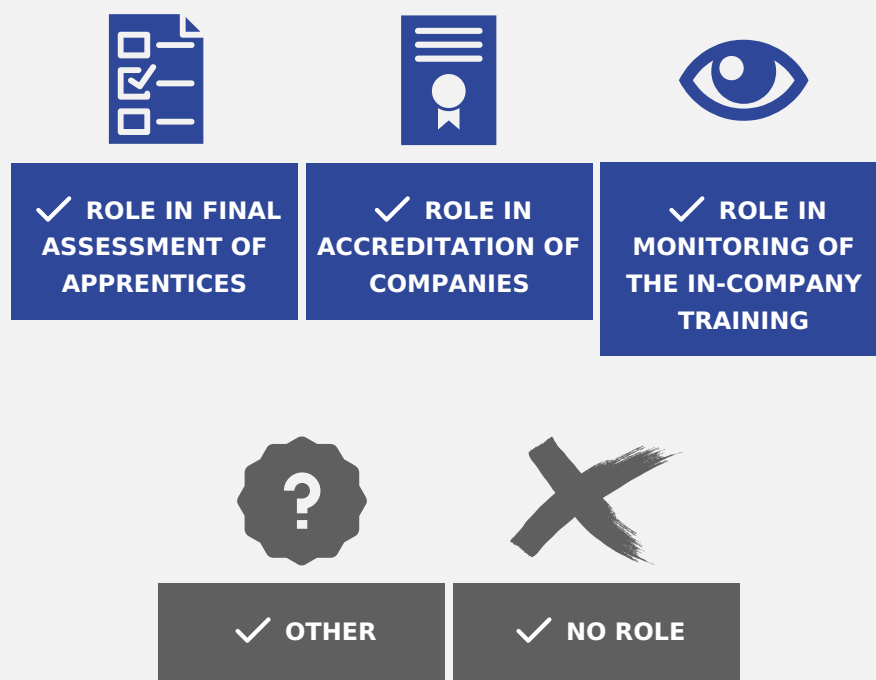 ✓ ROLE IN FINAL
ASSESSMENT OF
APPRENTICES
✓ ROLE IN
ACCREDITATION OF
COMPANIES
✓ ROLE IN
MONITORING OF
THE IN-COMPANY
TRAINING
?
✓ OTHER
✓ NO ROLE